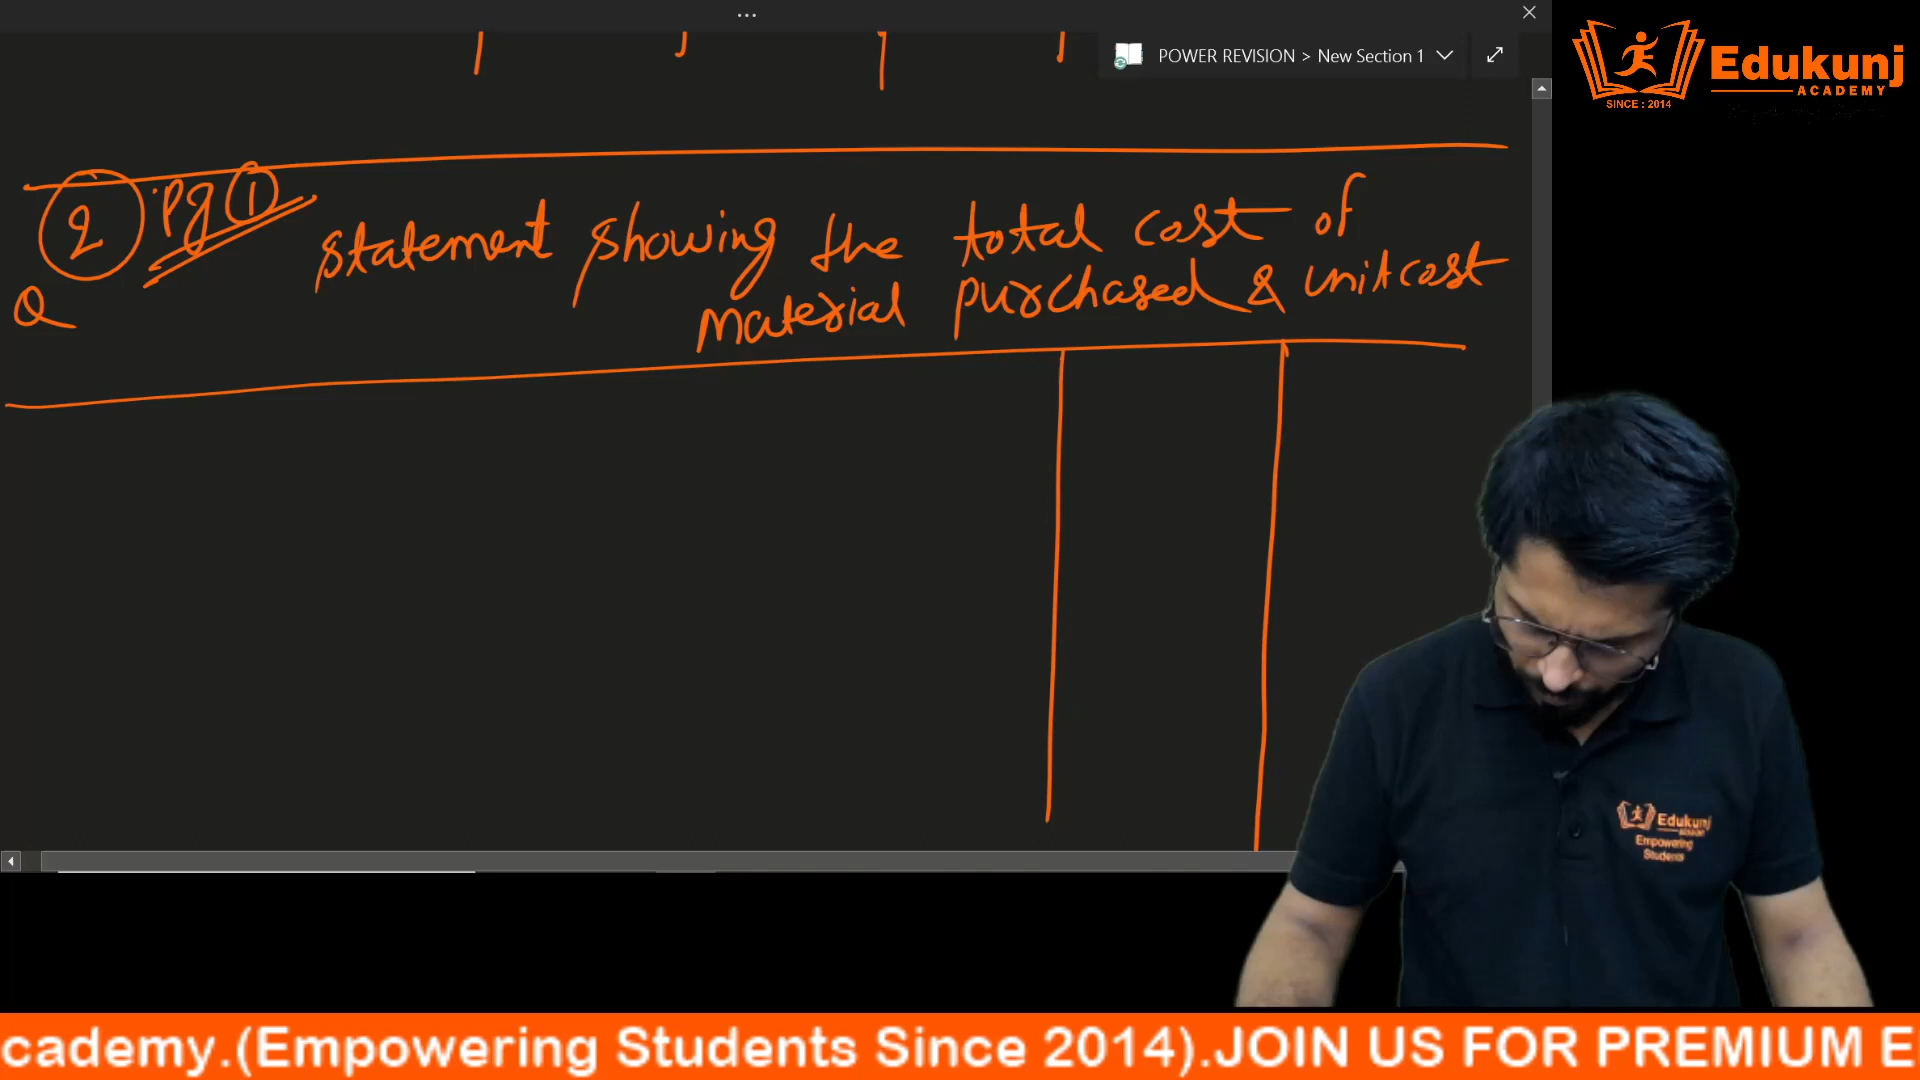 POWER REVISION > New Section 1
Edukunj
ACADEMY
SINCE : 2014
2 Pg 1
Q
statement showing the total cost of
material purchased & unit cost
Edukunj
Empowering
Students
cademy.(Empowering Students Since 2014).JOIN US FOR PREMIUM E